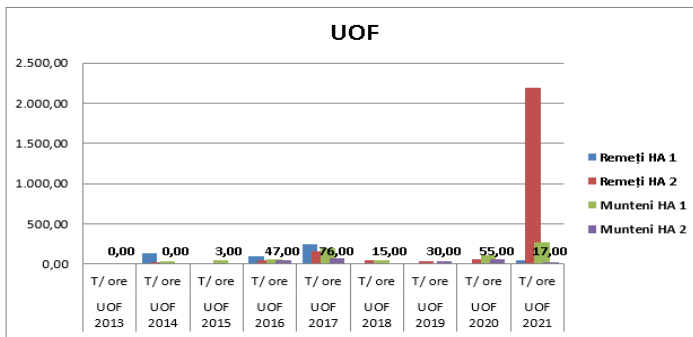 UOF
2.500,00
2.000,00
1.500,00
1.000,00
500,00
0,00
0,00 0,00 3,00 47,00 76,00 15,00 30,00 55,00 17,00
T/ ore T/ ore T/ ore T/ ore T/ ore T/ ore T/ ore T/ ore T/ ore
UOF UOF UOF UOF UOF UOF UOF UOF UOF
2013 2014 2015 2016 2017 2018 2019 2020 2021
Remeți HA 1
Remeți HA 2
Munteni HA 1
Munteni HA 2